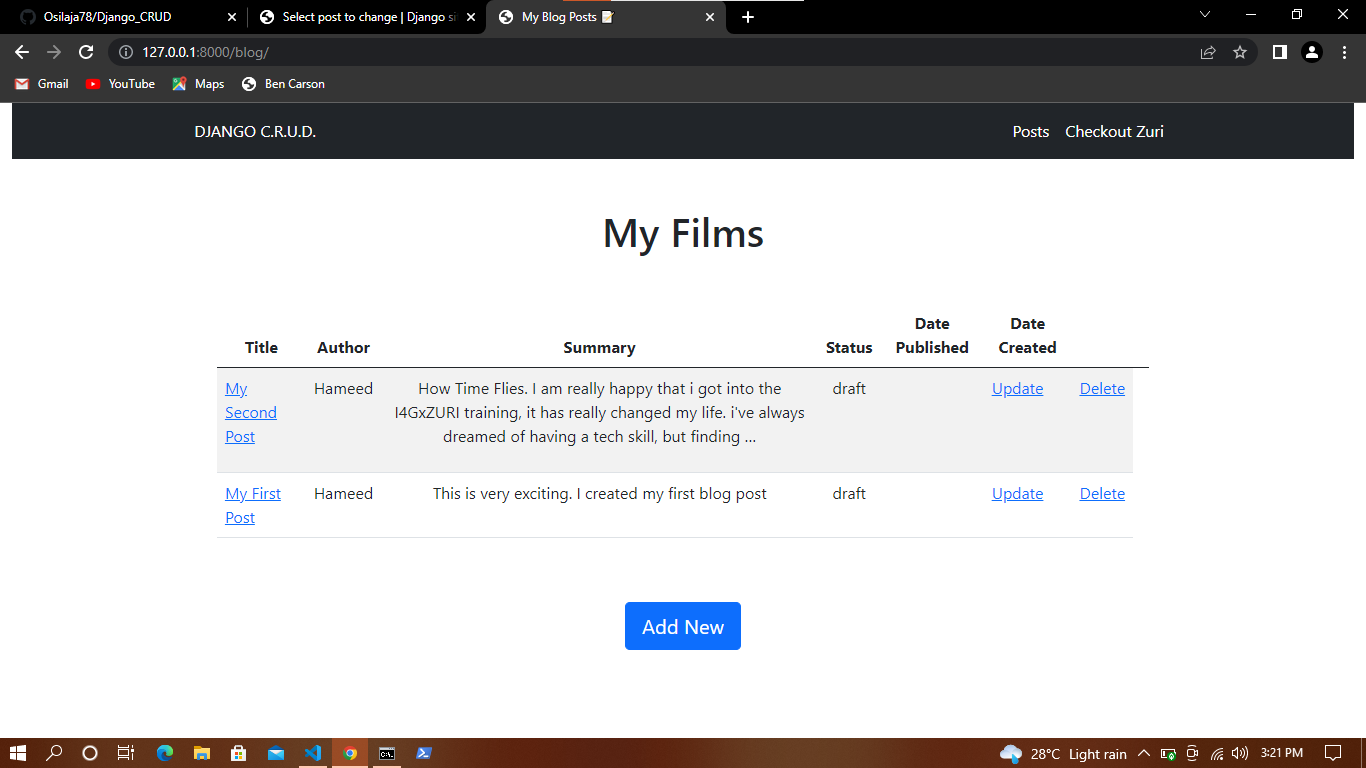 Osilaja78/Django_CRUD
Select post to change | Django si
My Blog Posts 📝
127.0.0.1:8000/blog/
Gmail
YouTube
Maps
Ben Carson
DJANGO C.R.U.D.
Posts
Checkout Zuri
My Films
Title
Author
Summary
Status
Date
Published
Date
Created
My
Second
Post
Hameed
How Time Flies. I am really happy that i got into the
I4GxZURI training, it has really changed my life. i've always
dreamed of having a tech skill, but finding ...
draft
Update
Delete
My First
Post
Hameed
This is very exciting. I created my first blog post
draft
Update
Delete
Add New
28°C Light rain
3:21 PM